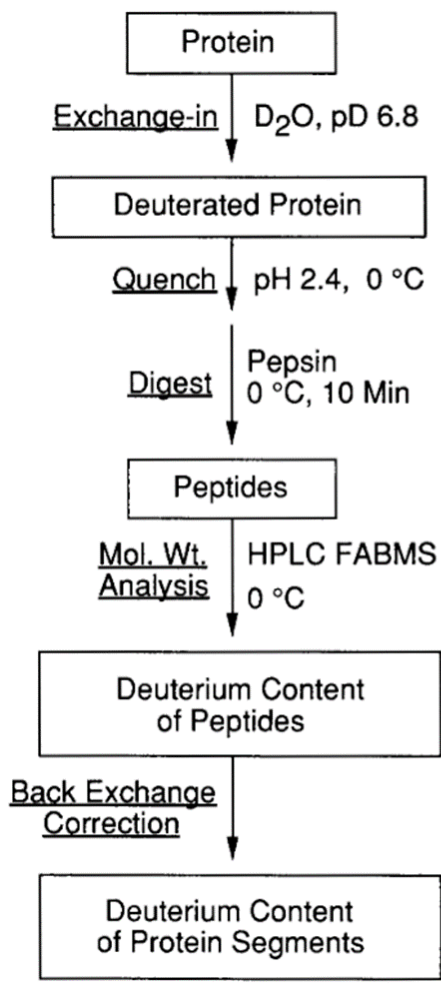 Protein
Exchange-in
D2O, pD 6.8
Deuterated Protein
Quench
pH 2.4, 0 °C
Digest
Pepsin
0 °C, 10 Min
Peptides
Mol. Wt.
Analysis
HPLC FABMS
0 °C
Deuterium Content
of Peptides
Back Exchange
Correction
Deuterium Content
of Protein Segments